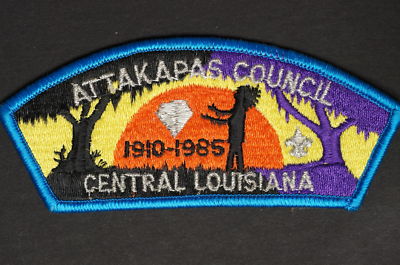 ATTAKAPAS COUNCIL
1910-1985
CENTRAL LOUISIANA